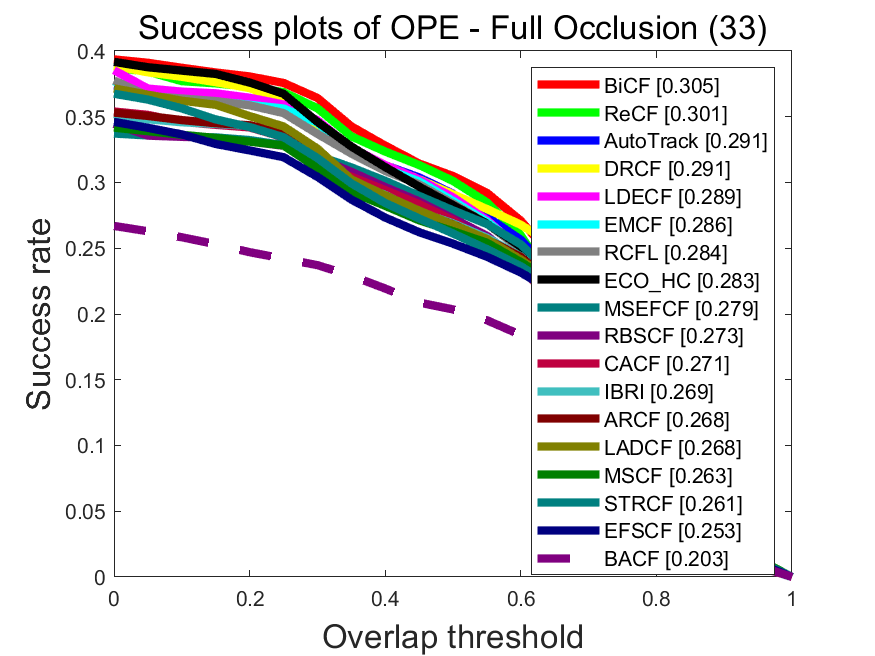 Success plots of OPE - Full Occlusion (33)
0.4
0.35
0.3
0.25
0.2
0.15
0.1
0.05
0
Success rate
BiCF [0.305]
ReCF [0.301]
AutoTrack [0.291]
DRCF [0.291]
LDECF [0.289]
EMCF [0.286]
RCFL [0.284]
ECO_HC [0.283]
MSEFCF [0.279]
RBSCF [0.273]
CACF [0.271]
IBRI [0.269]
ARCF [0.268]
LADCF [0.268]
MSCF [0.263]
STRCF [0.261]
EFSCF [0.253]
BACF [0.203]
0 0.2 0.4 0.6 0.8 1
Overlap threshold